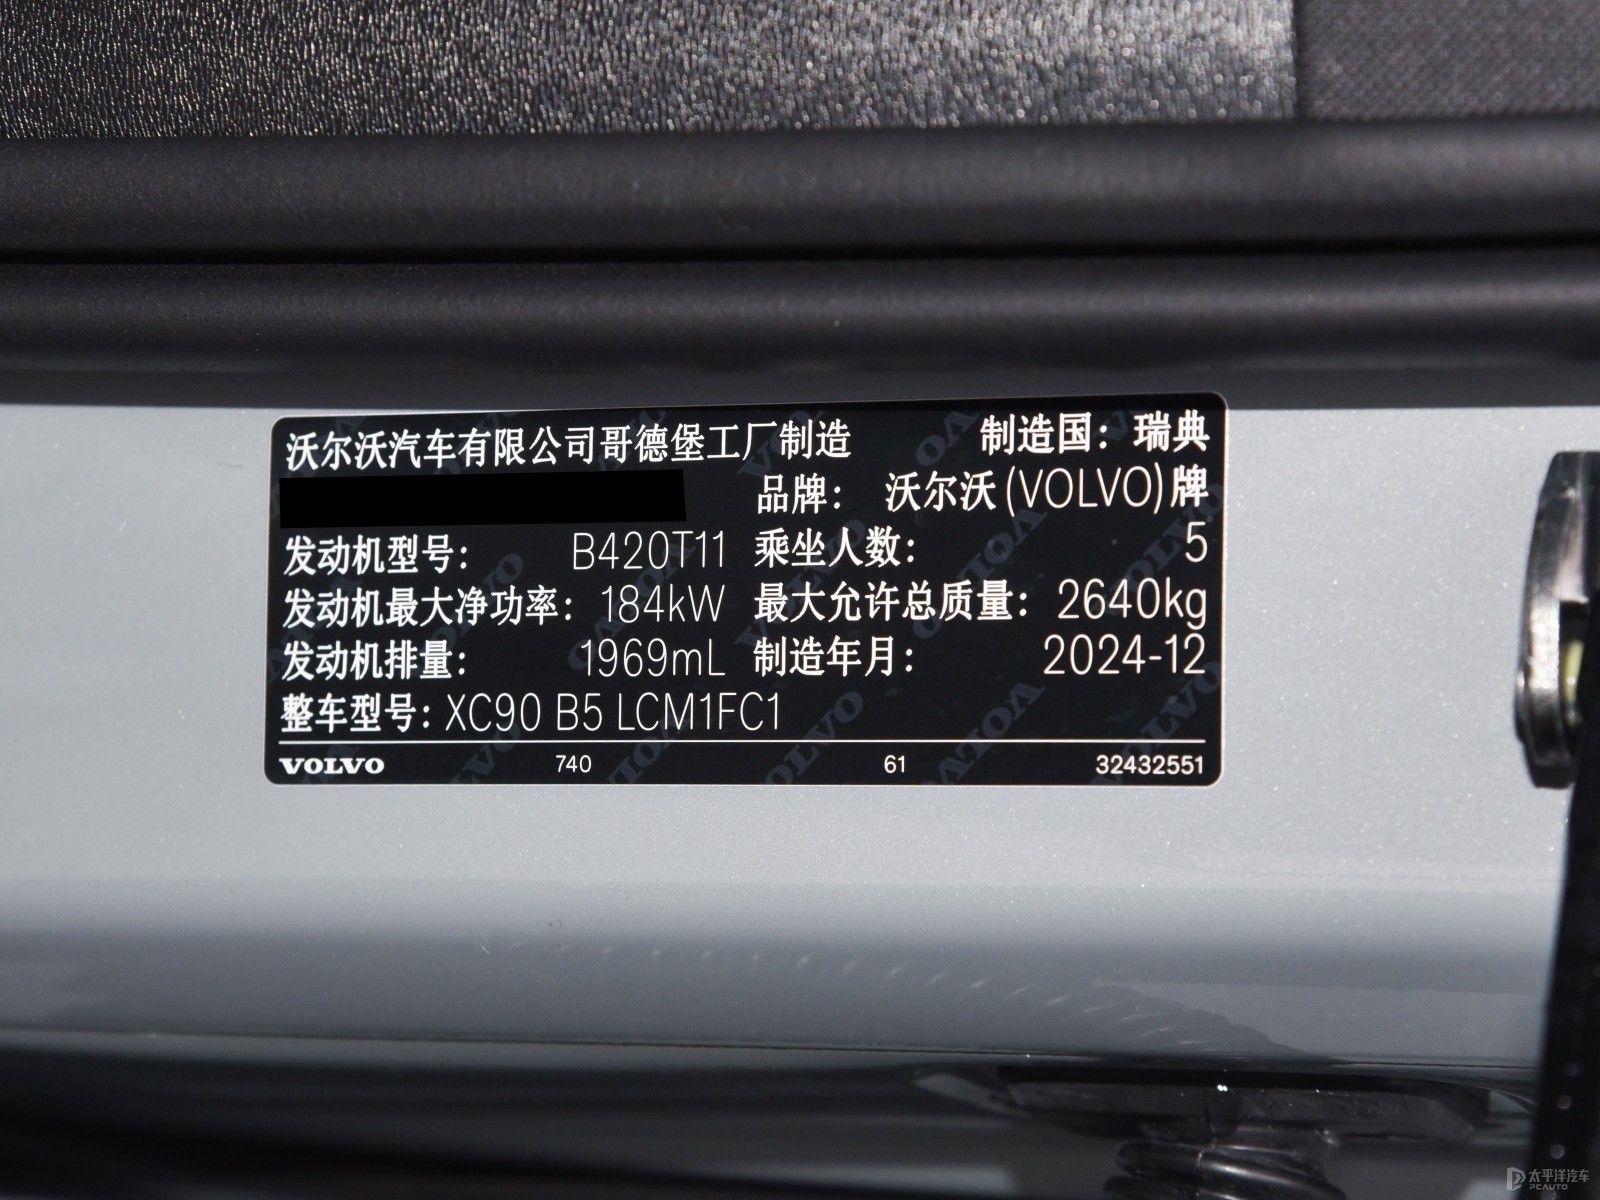 沃尔沃汽车有限公司哥德堡工厂制造 制造国：瑞典
品牌： 沃尔沃(VOLVO)牌
发动机型号： B420T11 乘坐人数： 5
发动机最大净功率： 184kW 最大允许总质量： 2640kg
发动机排量： 1969mL 制造年月： 2024-12
整车型号： XC90 B5 LCM1FC1
VOLVO 740 61 32432551
太平洋汽车
PCAUTO